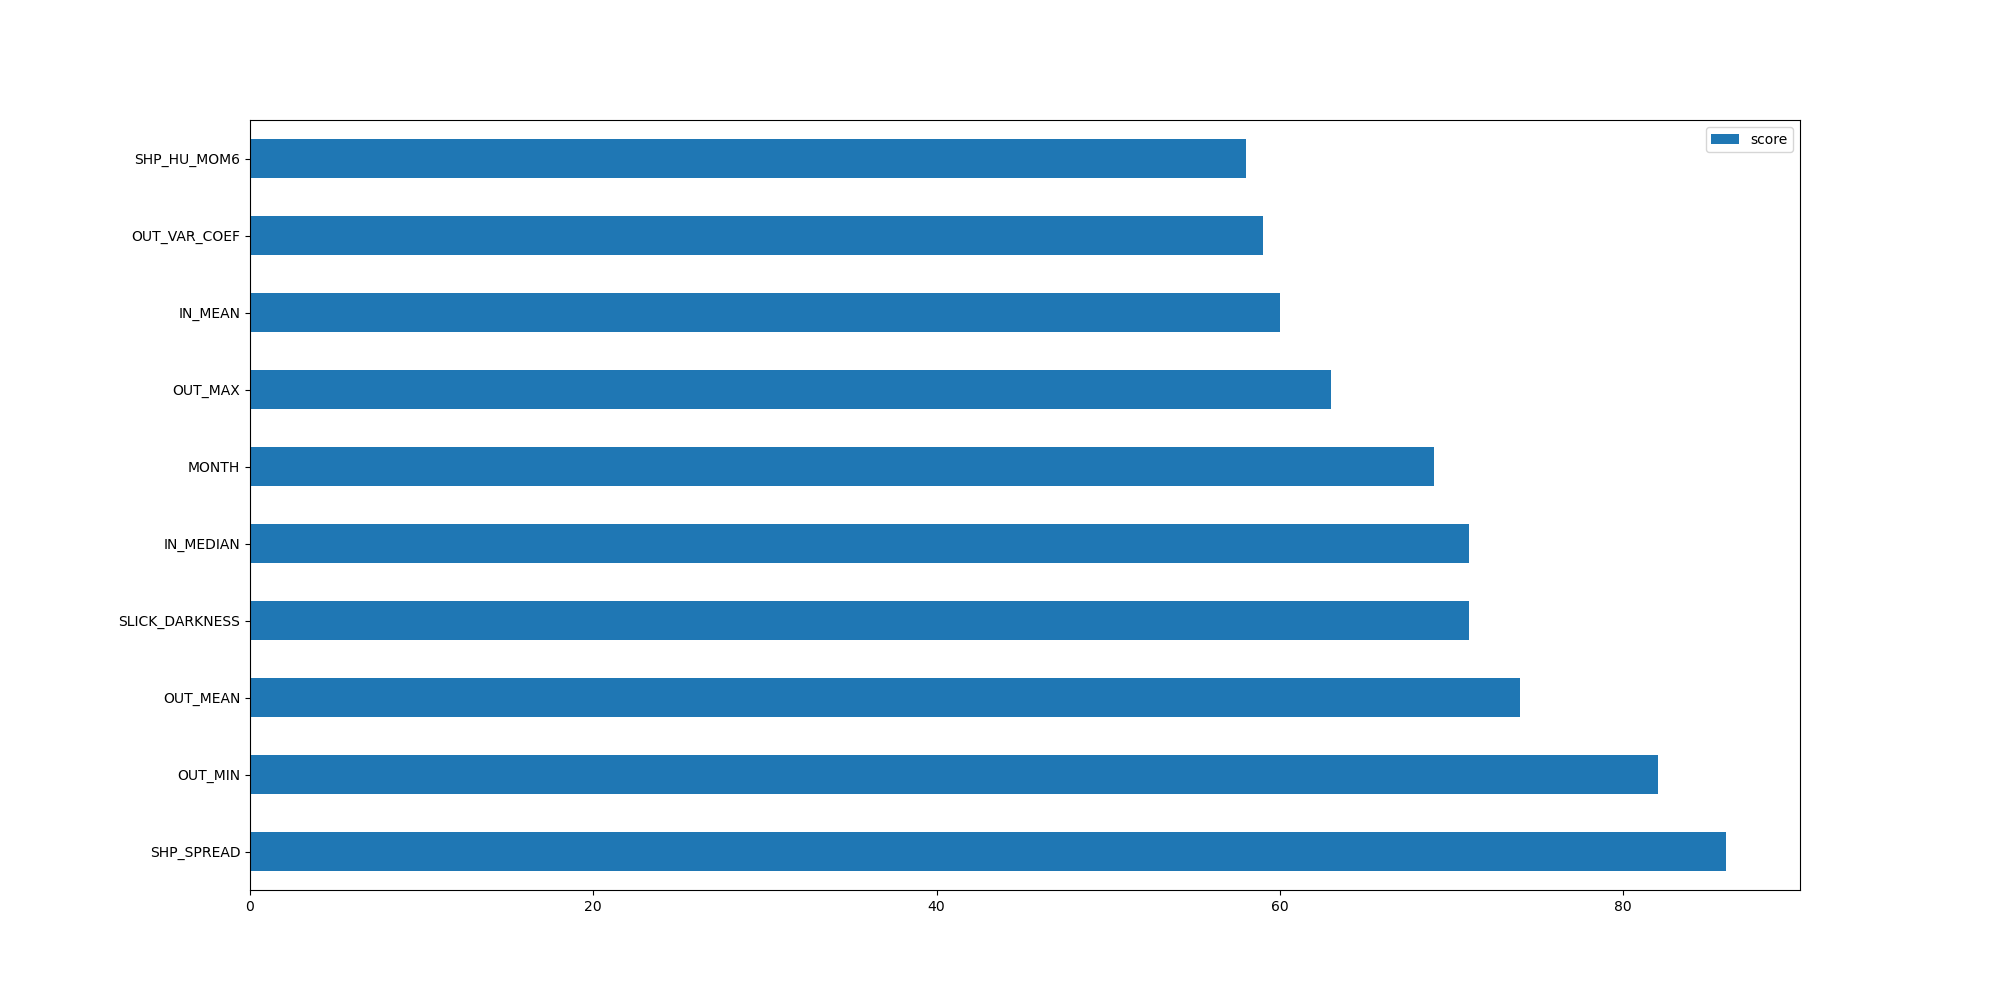 score
SHP_HU_MOM6
OUT_VAR_COEF
IN_MEAN
OUT_MAX
MONTH
IN_MEDIAN
SLICK_DARKNESS
OUT_MEAN
OUT_MIN
SHP_SPREAD
0 20 40 60 80